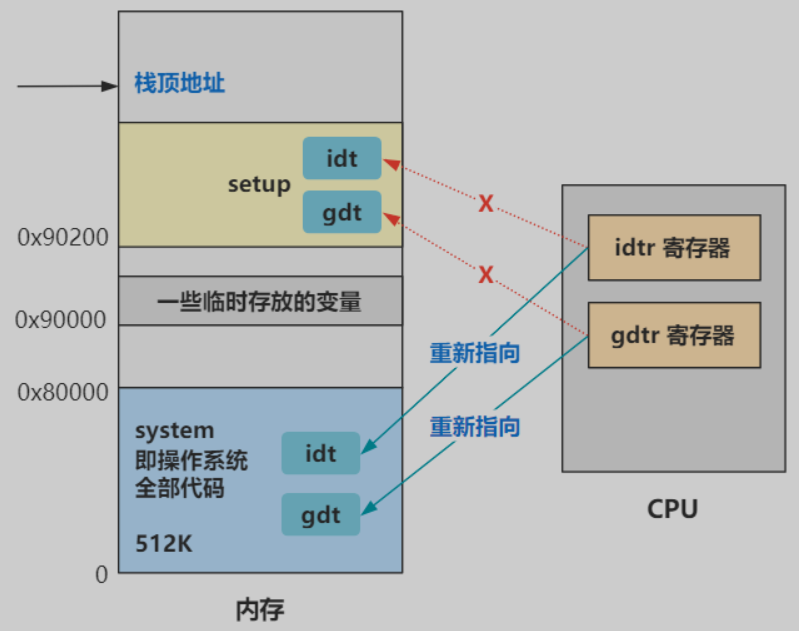 栈顶地址
idt
setup
gdt
0x90200
一些临时存放的变量
0x90000
0x80000
system
即操作系统
全部代码
512K
idt
gdt
0
内存
X
X
重新指向
重新指向
idtr 寄存器
gdtr 寄存器
CPU